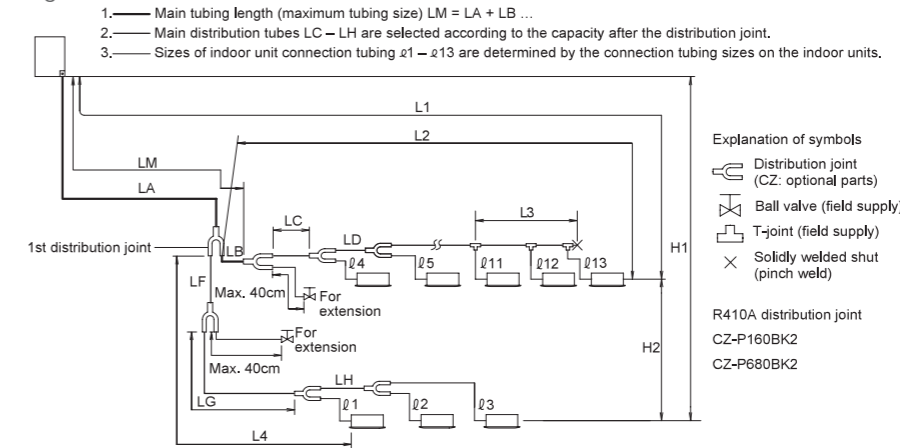 1. Main tubing length (maximum tubing size) LM = LA + LB ...
2. Main distribution tubes LC – LH are selected according to the capacity after the distribution joint.
3. Sizes of indoor unit connection tubing ℓ1 – ℓ13 are determined by the connection tubing sizes on the indoor units.
L1
L2
LM
LA
LC
L3
1st distribution joint
LB
LD
ℓ4
ℓ5
ℓ11
ℓ12
ℓ13
LF
Max. 40cm
For
extension
For
extension
Max. 40cm
LG
LH
ℓ1
ℓ2
ℓ3
L4
H1
H2
Explanation of symbols
Distribution joint
(CZ: optional parts)
Ball valve (field supply)
T-joint (field supply)
Solidly welded shut
(pinch weld)
R410A distribution joint
CZ-P160BK2
CZ-P680BK2